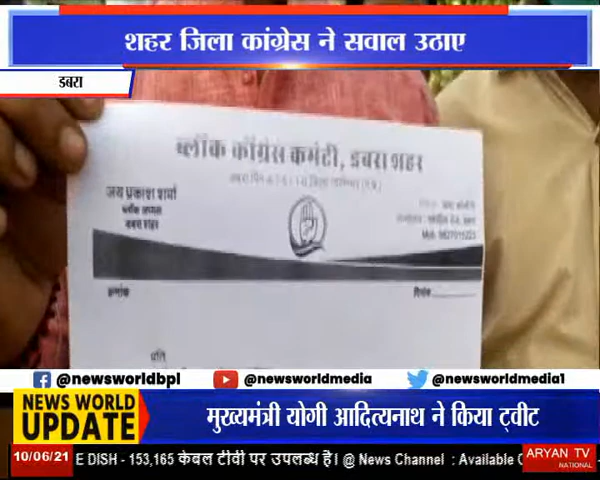 शहर जिला कांग्रेस ने सवाल उठाए
डबरा
ब्लॉक काँग्रेस कमेटी, डबरा शहर
जय प्रकाश शर्मा
ब्लॉक अध्यक्ष
डबरा शहर
क्रमांक
दिनांक
प्रति
@newsworldbpl @newsworldmedia @newsworldmedia1
NEWS WORLD
UPDATE
मुख्यमंत्री योगी आदित्यनाथ ने किया ट्वीट
10/06/21 E DISH - 153,165 केबल टीवी पर उपलब्ध है। @ News Channel : Available
ARYAN TV
NATIONAL